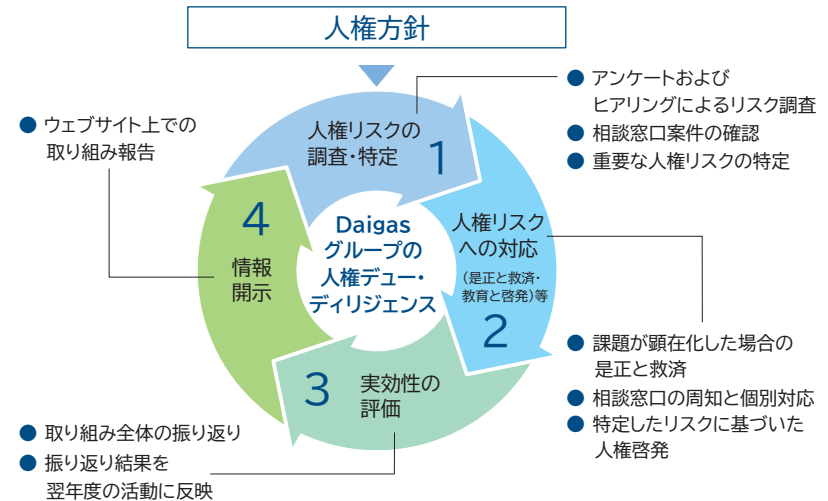 人権方針
人権リスクの
調査・特定
1
● アンケートおよび
ヒアリングによるリスク調査
● 相談窓口案件の確認
● 重要な人権リスクの特定
人権リスク
への対応
(是正と救済・
教育と啓発)等
2
● 課題が顕在化した場合の
是正と救済
● 相談窓口の周知と個別対応
● 特定したリスクに基づいた
人権啓発
3
実効性の
評価
● 取り組み全体の振り返り
● 振り返り結果を
翌年度の活動に反映
4
情報
開示
● ウェブサイト上での
取り組み報告
Daigas
グループの
人権デュー・
ディリジェンス